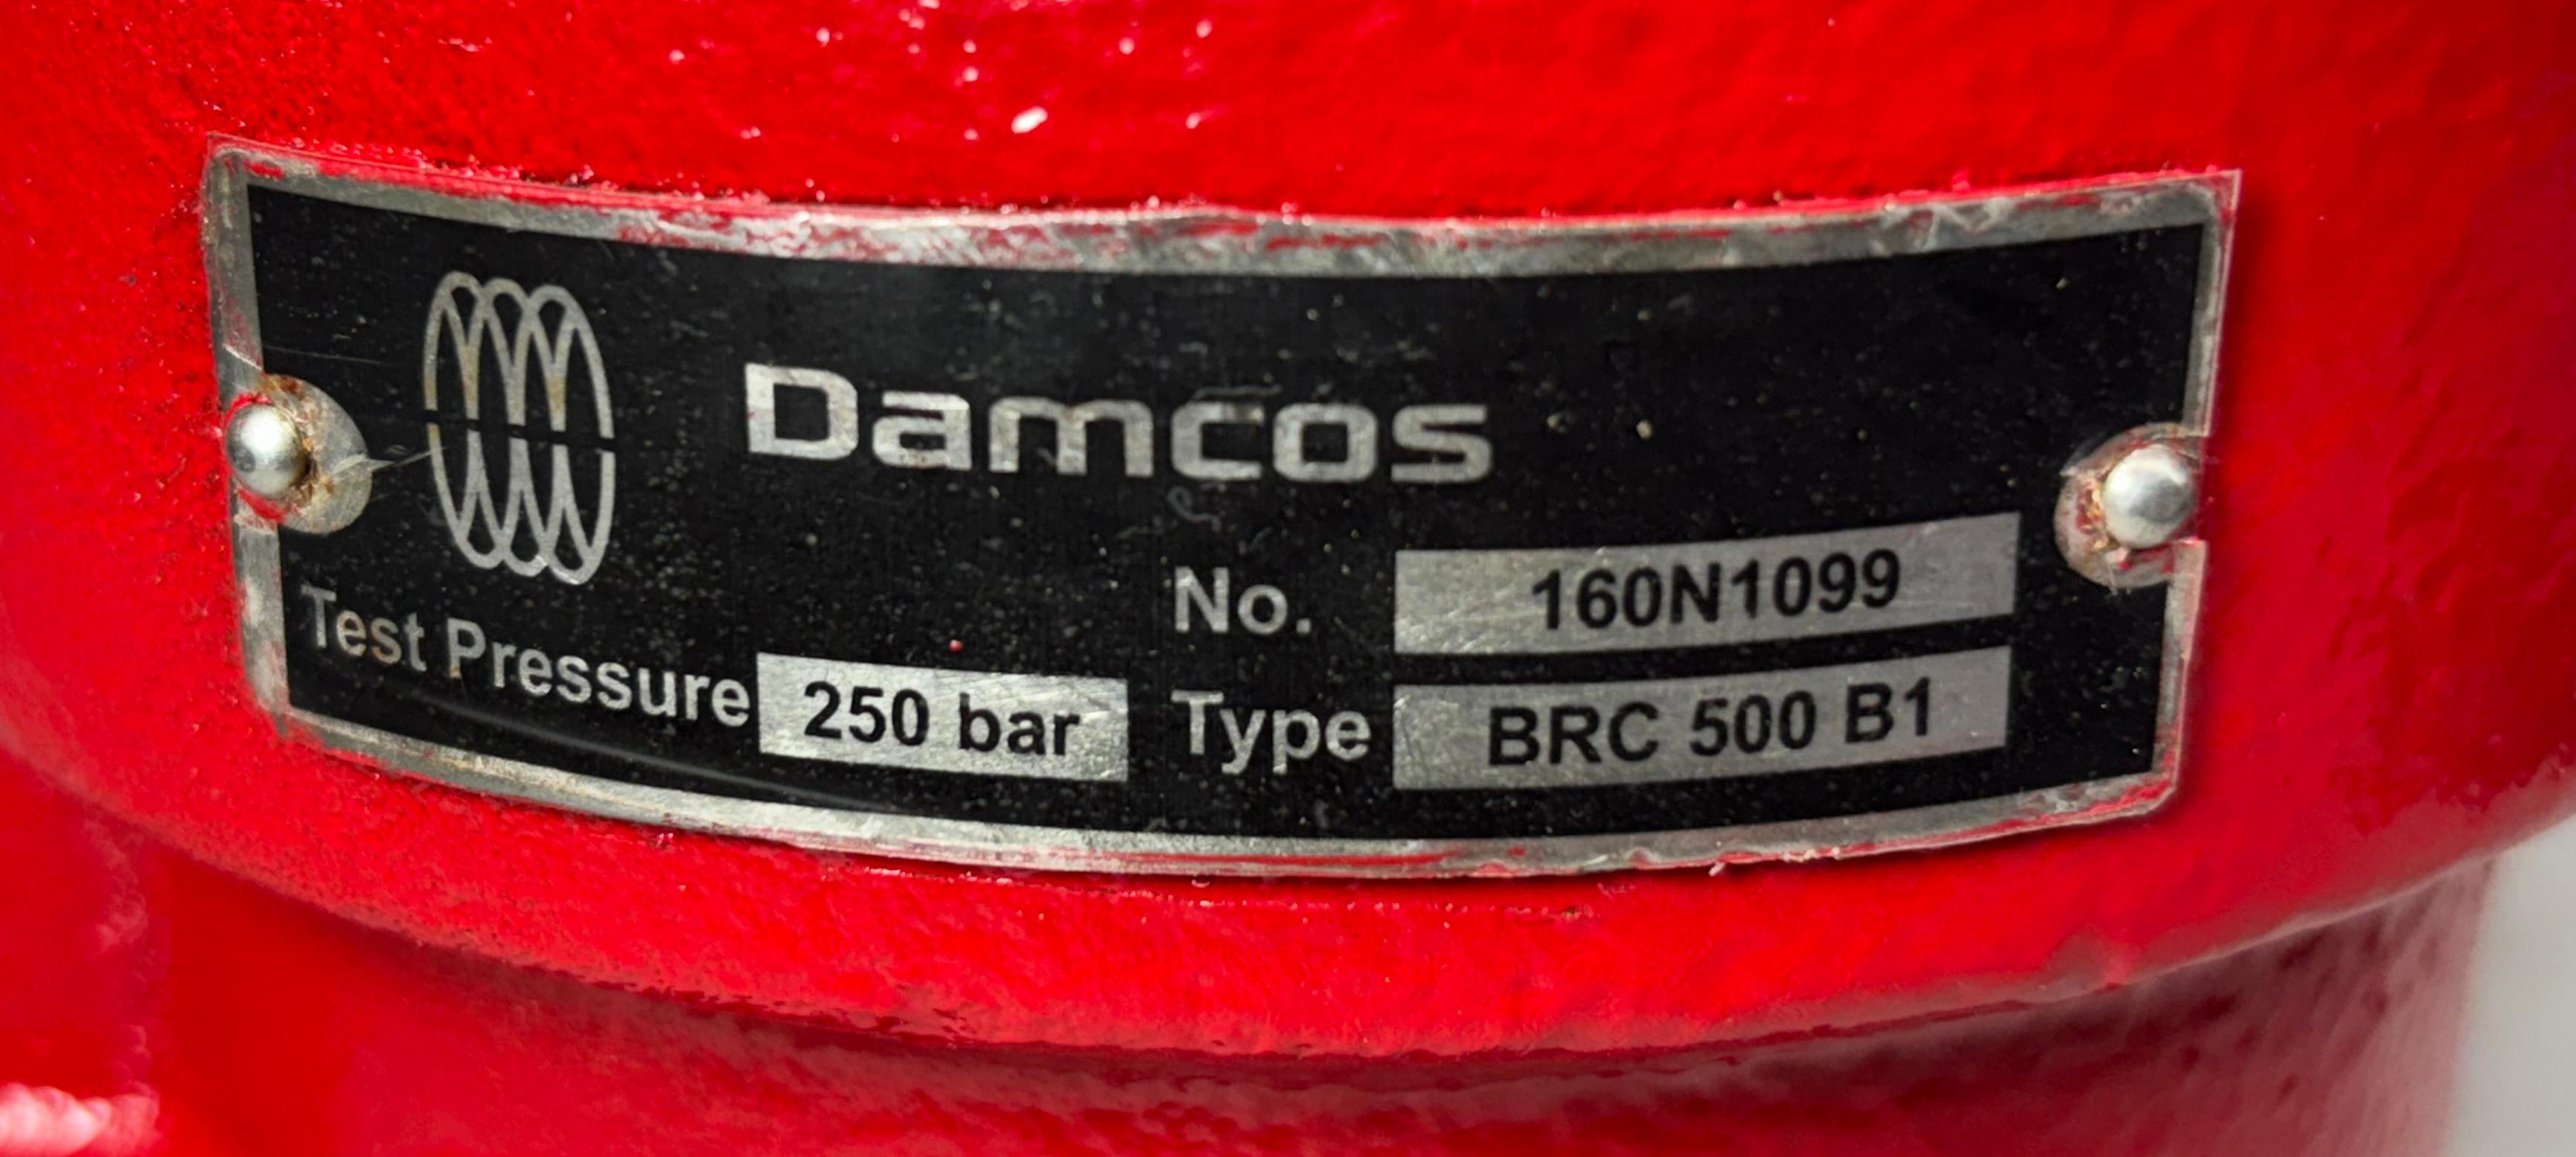 Damcos
No. 160N1099
Test Pressure 250 bar Type BRC 500 B1